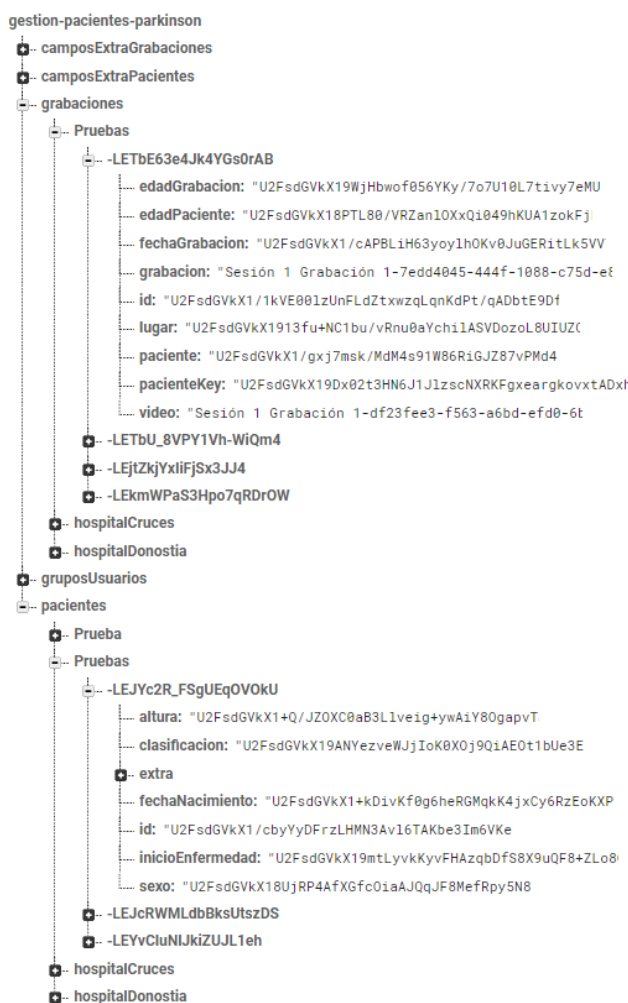 gestion-pacientes-parkinson
camposExtraGrabaciones
camposExtraPacientes
grabaciones
Pruebas
-LETbE63e4Jk4YGs0rAB
edadGrabacion: "U2FsdGVkX19WjHbwof056YKy/7o7U10L7tivy7eMU
edadPaciente: "U2FsdGVkX18PTL80/VRZanlOXxQi049hKUA1zokFj
fechaGrabacion: "U2FsdGVkX1/cAPBLiH63yoylhOKv0JuGERitLk5VV
grabacion: "Sesión 1 Grabación 1-7edd4045-444f-1088-c75d-e8
id: "U2FsdGVkX1/1kVE00lzUnFLdZtxwzqLqnKdPt/qADbtE9Df
lugar: "U2FsdGVkX1913fu+NC1bu/vRnu0aYchilASVDozoL8UIUZ(
paciente: "U2FsdGVkX1/gxj7msk/MdM4s91W86RiGJZ87vPMd4
pacienteKey: "U2FsdGVkX19Dx02t3HN6J1JlzscNXRKFgxeargkovxtADxh
video: "Sesión 1 Grabación 1-df23fee3-f563-a6bd-efd0-6b
-LETbU_8VPY1Vh-WiQm4
-LEjtZkjYxIiFjSx3JJ4
-LEkmWPaS3Hpo7qRDrOW
hospitalCruces
hospitalDonostia
gruposUsuarios
pacientes
Prueba
Pruebas
-LEJYc2R_FSgUEqOVOkU
altura: "U2FsdGVkX1+Q/JZOXC0aB3Llveig+ywAiY8OgapvT
clasificacion: "U2FsdGVkX19ANYezveWJjIoK0XOj9QiAEOt1bUe3E
extra
fechaNacimiento: "U2FsdGVkX1+kDivKf0g6heRGMqkK4jxCy6RzEoKXP
id: "U2FsdGVkX1/cbyYyDFrzLHMN3Avl6TAKbe3Im6VKe
inicioEnfermedad: "U2FsdGVkX19mtLyvkKyvFHAzqbDfS8X9uQF8+ZLo8(
sexo: "U2FsdGVkX18UjRP4AfXGfcOiaAJQqJF8MefRpy5N8
-LEJcRWMLdbBksUtszDS
-LEYvCluNIJkiZUJL1eh
hospitalCruces
hospitalDonostia